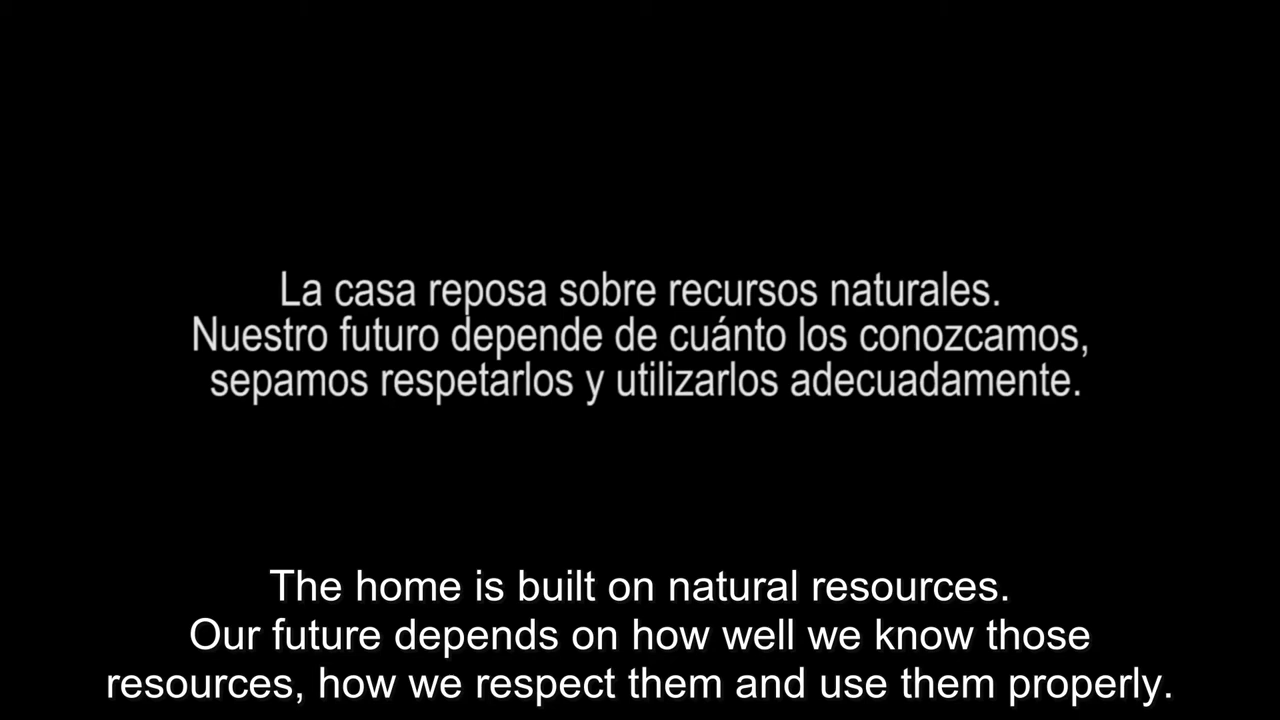 La casa reposa sobre recursos naturales.
Nuestro futuro depende de cuánto los conozcamos,
sepamos respetarlos y utilizarlos adecuadamente.
The home is built on natural resources.
Our future depends on how well we know those
resources, how we respect them and use them properly.